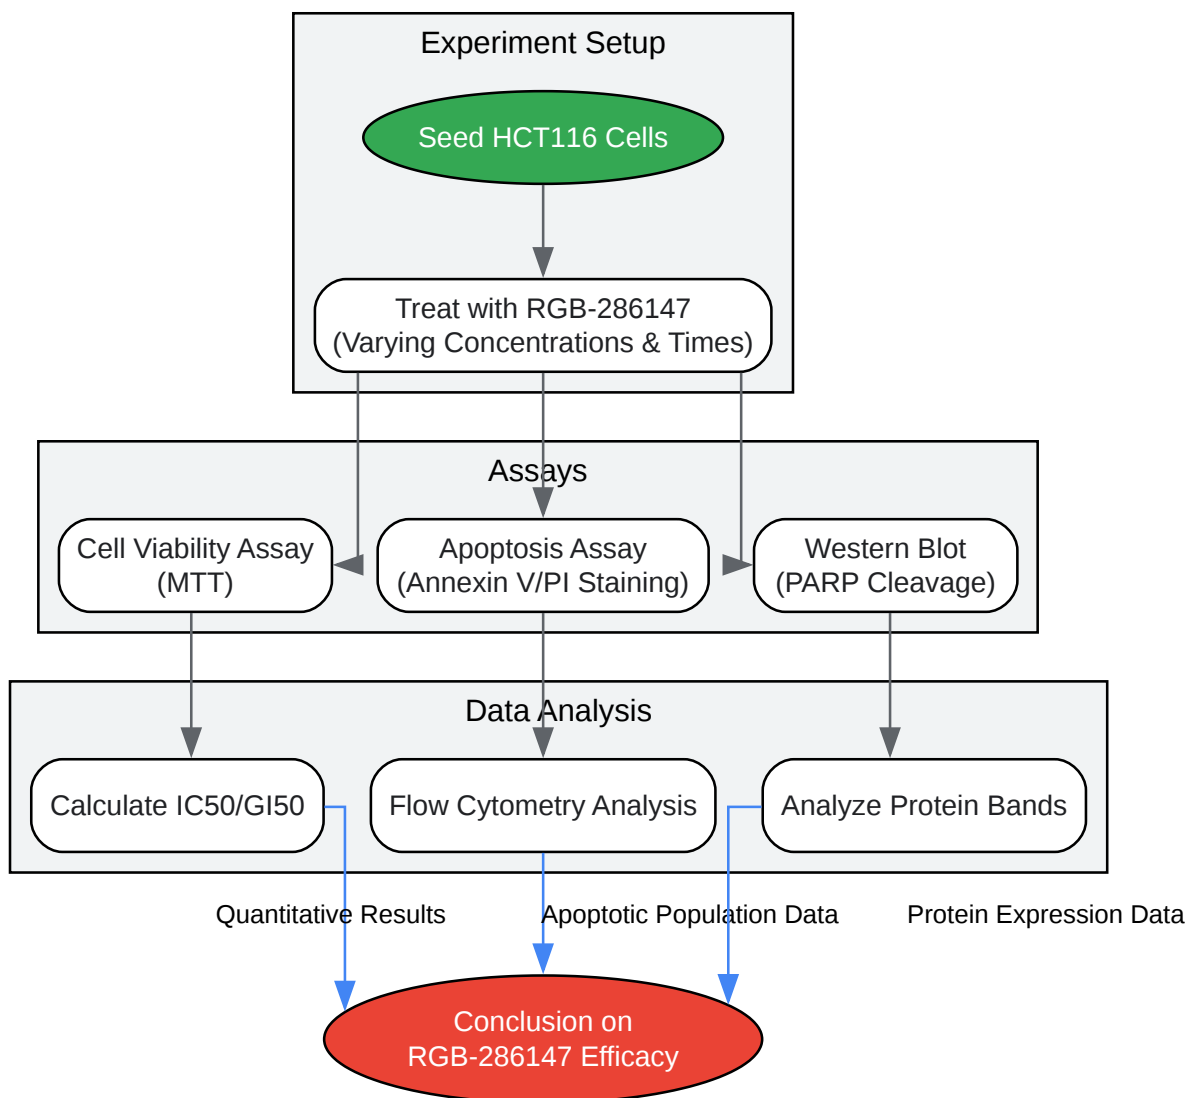 Experiment Setup
Seed HCT116 Cells
Treat with RGB-286147
(Varying Concentrations & Times)
Assays
Cell Viability Assay
(MTT)
Apoptosis Assay
(Annexin V/PI Staining)
Western Blot
(PARP Cleavage)
Data Analysis
Calculate IC50/GI50
Flow Cytometry Analysis
Analyze Protein Bands
Quantitative Results
Apoptotic Population Data
Protein Expression Data
Conclusion on
RGB-286147 Efficacy